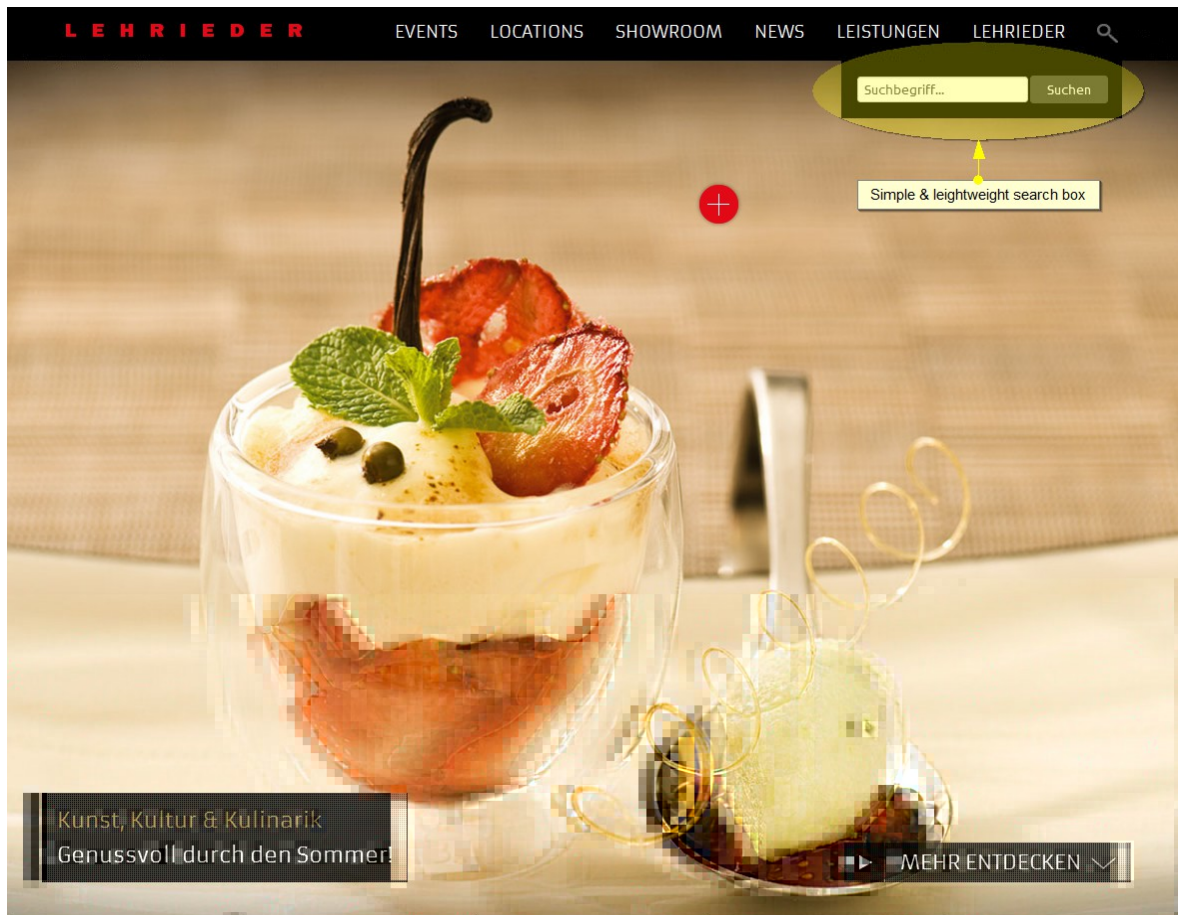 LEHRIEDER
EVENTS LOCATIONS SHOWROOM NEWS LEISTUNGEN LEHRIEDER
Suchbegriff... Suchen
Simple & leightweight search box
Kunst, Kultur & Kulinarik
Genussvoll durch den Sommer!
MEHR ENTDECKEN